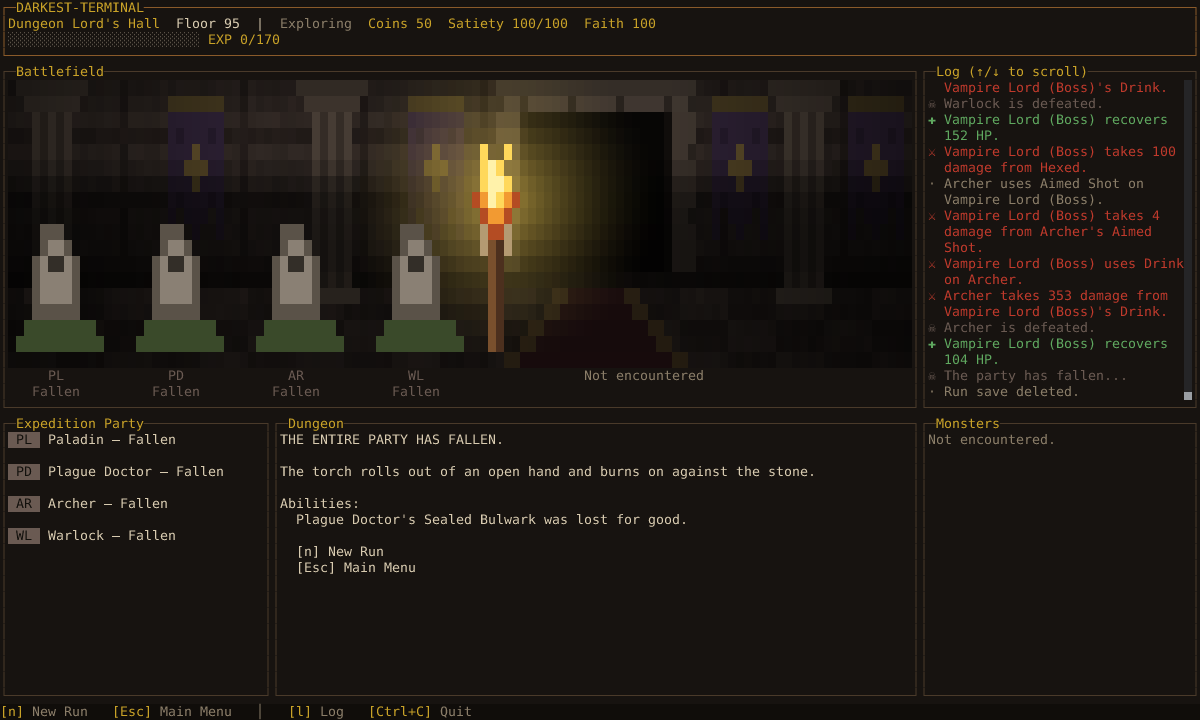 DARKEST-TERMINAL
Dungeon Lord's Hall  Floor 95  |  Exploring  Coins 50  Satiety 100/100  Faith 100
EXP 0/170
Battlefield
PL PD AR WL Not encountered
Fallen Fallen Fallen Fallen
Log (↑/↓ to scroll)
Vampire Lord (Boss)'s Drink.
☠ Warlock is defeated.
✚ Vampire Lord (Boss) recovers
152 HP.
⚔ Vampire Lord (Boss) takes 100
damage from Hexed.
· Archer uses Aimed Shot on
Vampire Lord (Boss).
⚔ Vampire Lord (Boss) takes 4
damage from Archer's Aimed
Shot.
⚔ Vampire Lord (Boss) uses Drink
on Archer.
⚔ Archer takes 353 damage from
Vampire Lord (Boss)'s Drink.
☠ Archer is defeated.
✚ Vampire Lord (Boss) recovers
104 HP.
☠ The party has fallen...
· Run save deleted.
Expedition Party
PL Paladin — Fallen
PD Plague Doctor — Fallen
AR Archer — Fallen
WL Warlock — Fallen
Dungeon
THE ENTIRE PARTY HAS FALLEN.
The torch rolls out of an open hand and burns on against the stone.
Abilities:
Plague Doctor's Sealed Bulwark was lost for good.
[n] New Run
[Esc] Main Menu
Monsters
Not encountered.
[n] New Run  [Esc] Main Menu  │  [l] Log  [Ctrl+C] Quit